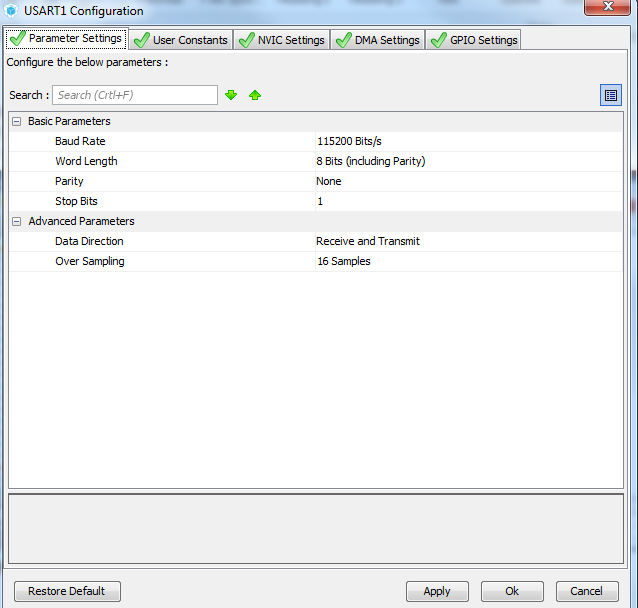 USART1 Configuration
Parameter Settings User Constants NVIC Settings DMA Settings GPIO Settings
Configure the below parameters :
Search : Search (Crtl+F)
Basic Parameters
Baud Rate 115200 Bits/s
Word Length 8 Bits (including Parity)
Parity None
Stop Bits 1
Advanced Parameters
Data Direction Receive and Transmit
Over Sampling 16 Samples
Restore Default Apply Ok Cancel